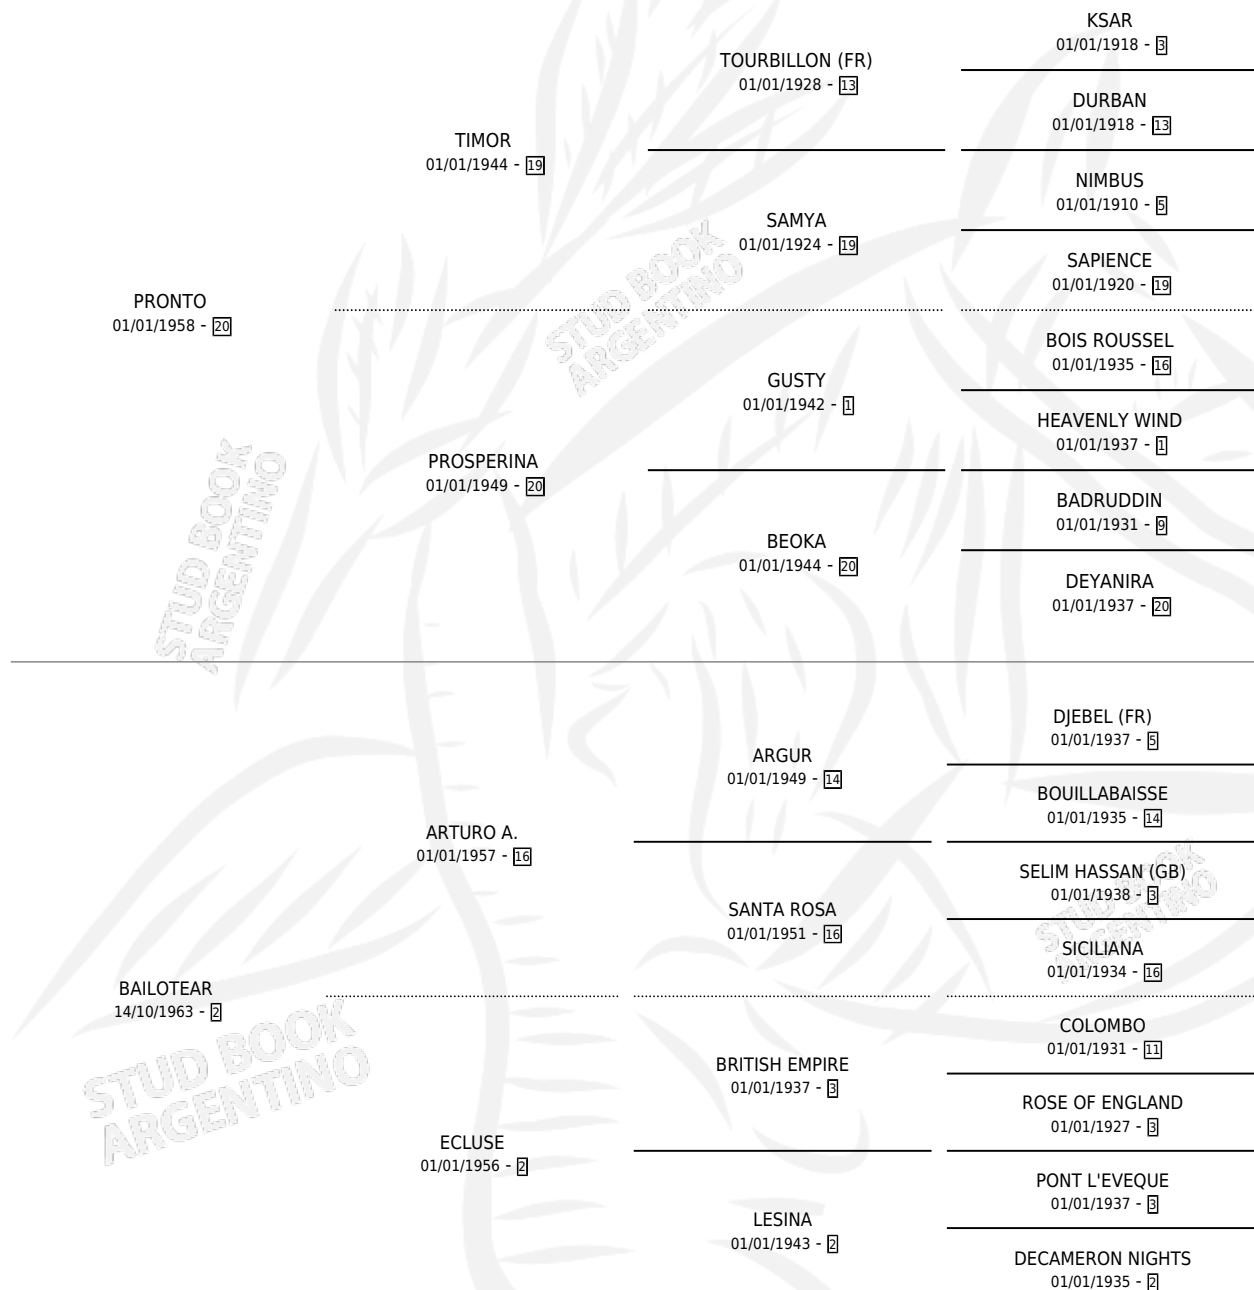 KSAR
01/01/1918 - 3
TOURBILLON (FR)
01/01/1928 - 13
DURBAN
01/01/1918 - 13
TIMOR
01/01/1944 - 19
NIMBUS
01/01/1910 - 5
SAMYA
01/01/1924 - 19
SAPIENCE
01/01/1920 - 19
PRONTO
01/01/1958 - 20
BOIS ROUSSEL
01/01/1935 - 16
GUSTY
01/01/1942 - 1
HEAVENLY WIND
01/01/1937 - 1
PROSPERINA
01/01/1949 - 20
BADRUDDIN
01/01/1931 - 9
BEOKA
01/01/1944 - 20
DEYANIRA
01/01/1937 - 20
STUD BOOK
ARGENTINO
STUD BOOK
ARGENTINO
DJEBEL (FR)
01/01/1937 - 5
ARGUR
01/01/1949 - 14
BOUILLABAISSE
01/01/1935 - 14
ARTURO A.
01/01/1957 - 16
SELIM HASSAN (GB)
01/01/1938 - 3
SANTA ROSA
01/01/1951 - 16
SICILIANA
01/01/1934 - 16
STUD BOOK
ARGENTINO
BAILOTEAR
14/10/1963 - 2
COLOMBO
01/01/1931 - 11
BRITISH EMPIRE
01/01/1937 - 3
ROSE OF ENGLAND
01/01/1927 - 3
ECLUSE
01/01/1956 - 2
PONT L'EVEQUE
01/01/1937 - 3
LESINA
01/01/1943 - 2
DECAMERON NIGHTS
01/01/1935 - 2
STUD BOOK
ARGENTINO